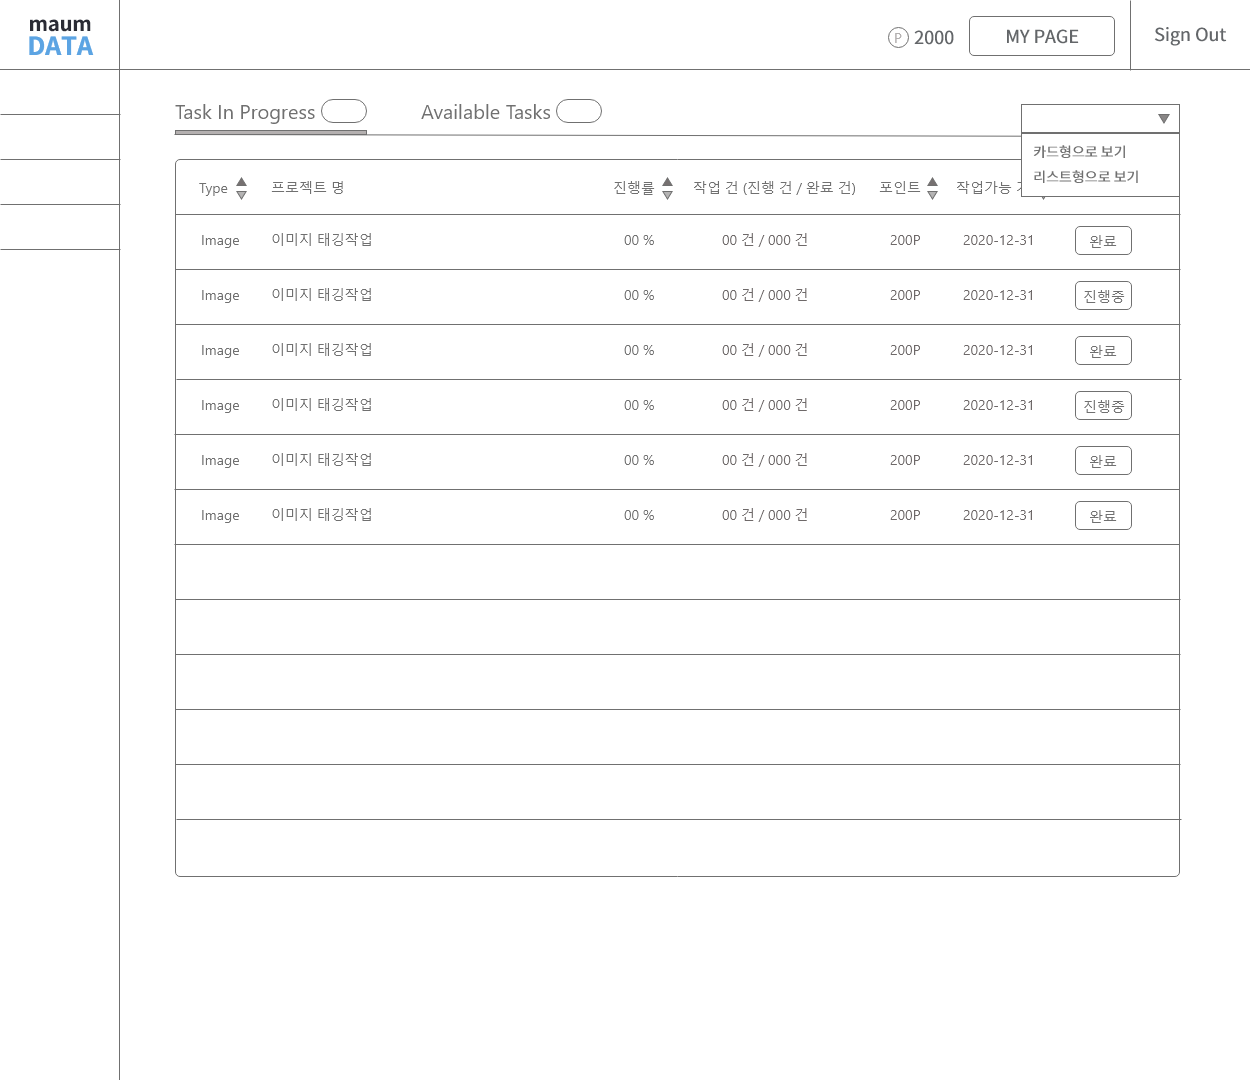 maum
DATA
P 2000 MY PAGE Sign Out
Task In Progress Available Tasks
카드형으로 보기
리스트형으로 보기
Type 프로젝트 명 진행률 작업 건 (진행 건 / 완료 건) 포인트 작업가능
Image 이미지 태깅작업 00 % 00 건 / 000 건 200P 2020-12-31 완료
Image 이미지 태깅작업 00 % 00 건 / 000 건 200P 2020-12-31 진행중
Image 이미지 태깅작업 00 % 00 건 / 000 건 200P 2020-12-31 완료
Image 이미지 태깅작업 00 % 00 건 / 000 건 200P 2020-12-31 진행중
Image 이미지 태깅작업 00 % 00 건 / 000 건 200P 2020-12-31 완료
Image 이미지 태깅작업 00 % 00 건 / 000 건 200P 2020-12-31 완료